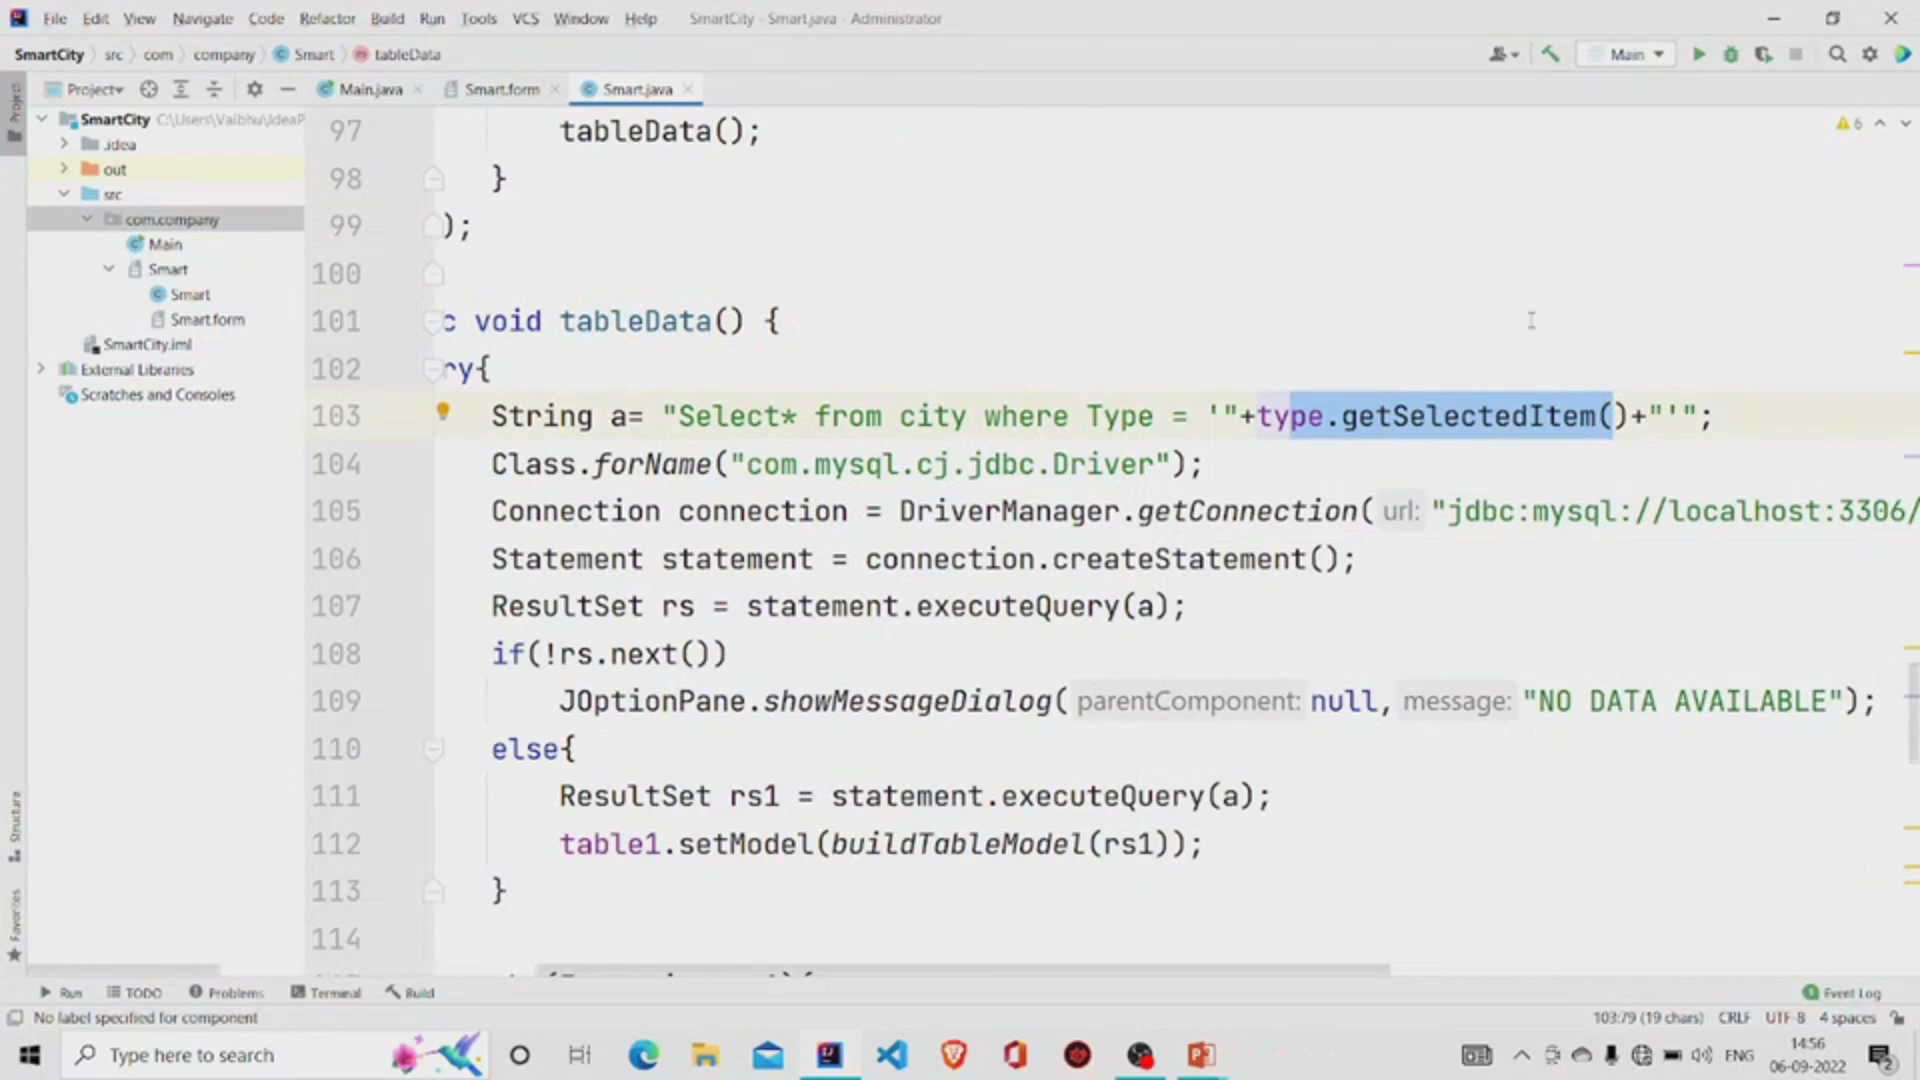 File Edit View Navigate Code Refactor Build Run Tools VCS Window Help SmartCity - Smart.java - Administrator
SmartCity src com company Smart tableData Main
Project Main.java Smart.form Smart.java
Project
SmartCity C:\Users\Vaibhu\IdeaP
.idea
out
src
com.company
Main
Smart
Smart
Smart.form
SmartCity.iml
External Libraries
Scratches and Consoles
6
97 tableData();
98 }
99 );
100
101 c void tableData() {
102 ry{
103 String a= "Select* from city where Type = '"+type.getSelectedItem()+"'";
104 Class.forName("com.mysql.cj.jdbc.Driver");
105 Connection connection = DriverManager.getConnection( url: "jdbc:mysql://localhost:3306/
106 Statement statement = connection.createStatement();
107 ResultSet rs = statement.executeQuery(a);
108 if(!rs.next())
109 JOptionPane.showMessageDialog( parentComponent: null, message: "NO DATA AVAILABLE");
110 else{
111 ResultSet rs1 = statement.executeQuery(a);
112 table1.setModel(buildTableModel(rs1));
113 }
114
Structure
Favorites
Run TODO Problems Terminal Build Event Log
No label specified for component 103:79 (19 chars) CRLF UTF-8 4 spaces
Type here to search ENG 14:56
06-09-2022 2